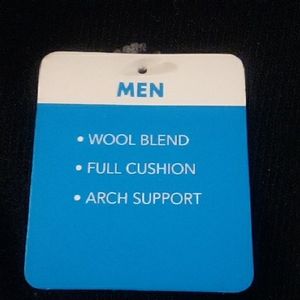 MEN
• WOOL BLEND
• FULL CUSHION
• ARCH SUPPORT